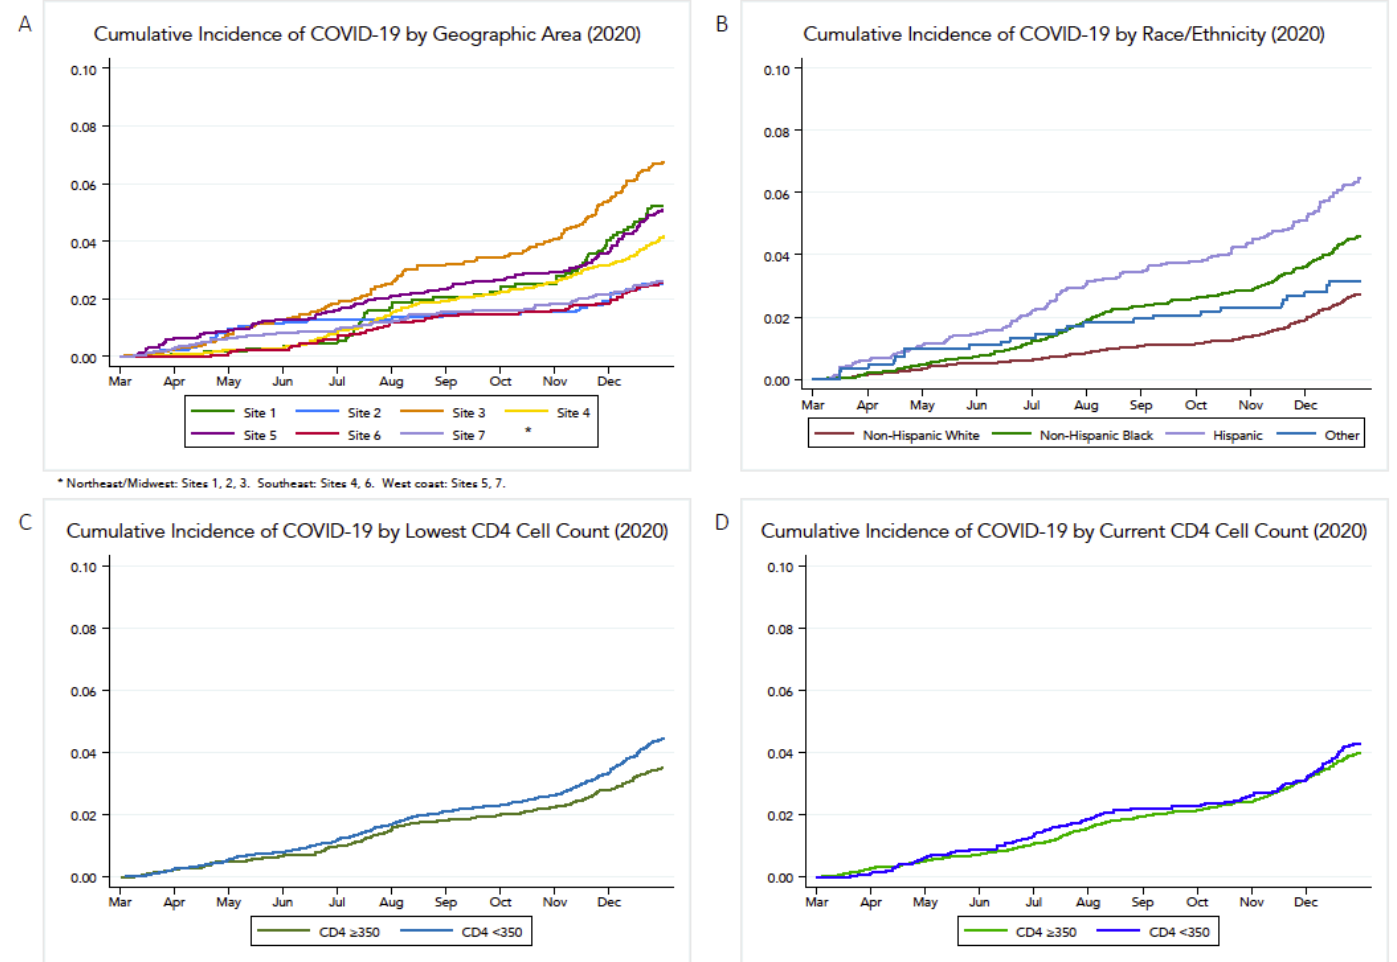 A
Cumulative Incidence of COVID-19 by Geographic Area (2020)
0.10
0.08
0.06
0.04
0.02
0.00
Mar Apr May Jun Jul Aug Sep Oct Nov Dec
Site 1 Site 2 Site 3 Site 4
Site 5 Site 6 Site 7 *
* Northeast/Midwest: Sites 1, 2, 3. Southeast: Sites 4, 6. West coast: Sites 5, 7.
B
Cumulative Incidence of COVID-19 by Race/Ethnicity (2020)
0.10
0.08
0.06
0.04
0.02
0.00
Mar Apr May Jun Jul Aug Sep Oct Nov Dec
Non-Hispanic White Non-Hispanic Black Hispanic Other
C
Cumulative Incidence of COVID-19 by Lowest CD4 Cell Count (2020)
0.10
0.08
0.06
0.04
0.02
0.00
Mar Apr May Jun Jul Aug Sep Oct Nov Dec
CD4 ≥350 CD4 <350
D
Cumulative Incidence of COVID-19 by Current CD4 Cell Count (2020)
0.10
0.08
0.06
0.04
0.02
0.00
Mar Apr May Jun Jul Aug Sep Oct Nov Dec
CD4 ≥350 CD4 <350